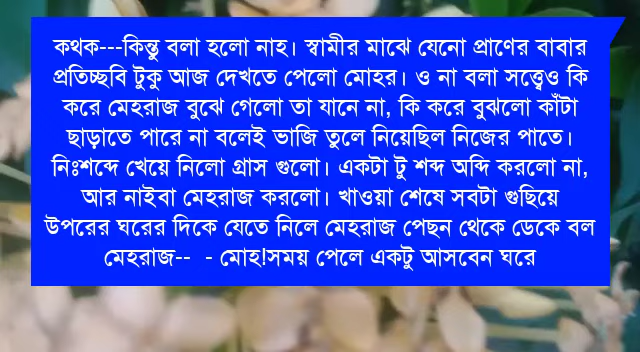 কথক---কিন্তু বলা হলো নাহ। স্বামীর মাঝে যেনো প্রাণের বাবার
প্রতিচ্ছবি টুকু আজ দেখতে পেলো মোহর। ও না বলা সত্ত্বেও কি
করে মেহরাজ বুঝে গেলো তা যানে না, কি করে বুঝলো কাঁটা
ছাড়াতে পারে না বলেই ভাজি তুলে নিয়েছিল নিজের পাতে।
নিঃশব্দে খেয়ে নিলো গ্রাস গুলো। একটা টু শব্দ অব্দি করলো না,
আর নাইবা মেহরাজ করলো। খাওয়া শেষে সবটা গুছিয়ে
উপরের ঘরের দিকে যেতে নিলে মেহরাজ পেছন থেকে ডেকে বল
মেহরাজ-- - মোহ!সময় পেলে একটু আসবেন ঘরে